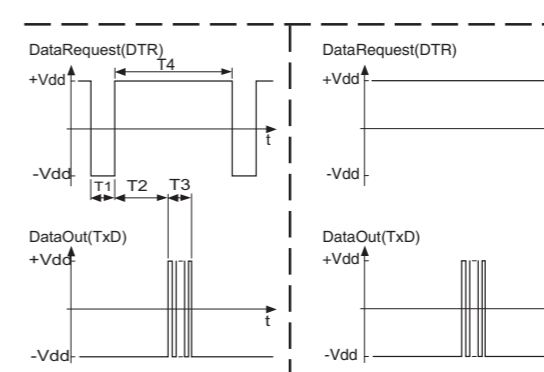 DataRequest(DTR)
T4
+Vdd
t
-Vdd
T1 T2 T3
DataOut(TxD)
+Vdd
t
-Vdd
DataRequest(DTR)
+Vdd
-Vdd
DataOut(TxD)
+Vdd
-Vdd